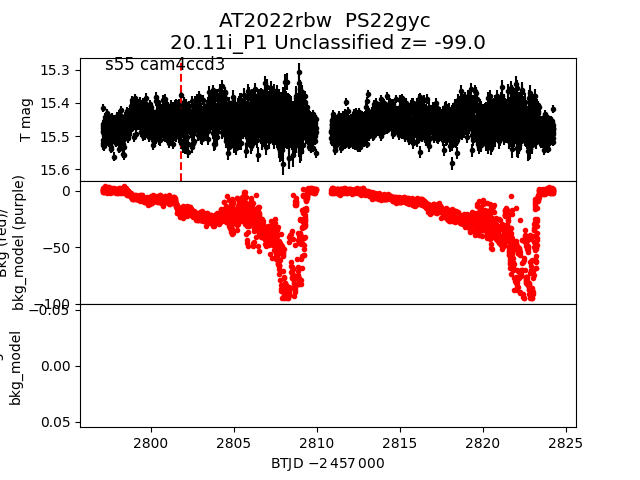 AT2022rbw PS22gyc
20.11i_P1 Unclassified z= -99.0
s55 cam4ccd3
15.3
15.4
15.5
15.6
T mag
0
−50
−100
Bkg (red)/
bkg_model (purple)
−0.05
0.00
0.05
bkg_model
2800
2805
2810
2815
2820
2825
BTJD −2 457 000